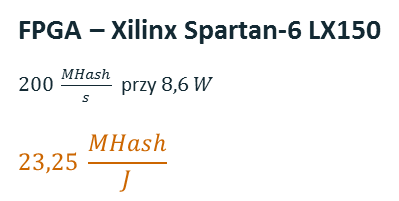 FPGA – Xilinx Spartan-6 LX150
200 MHash/s przy 8,6 W
23,25 MHash/J